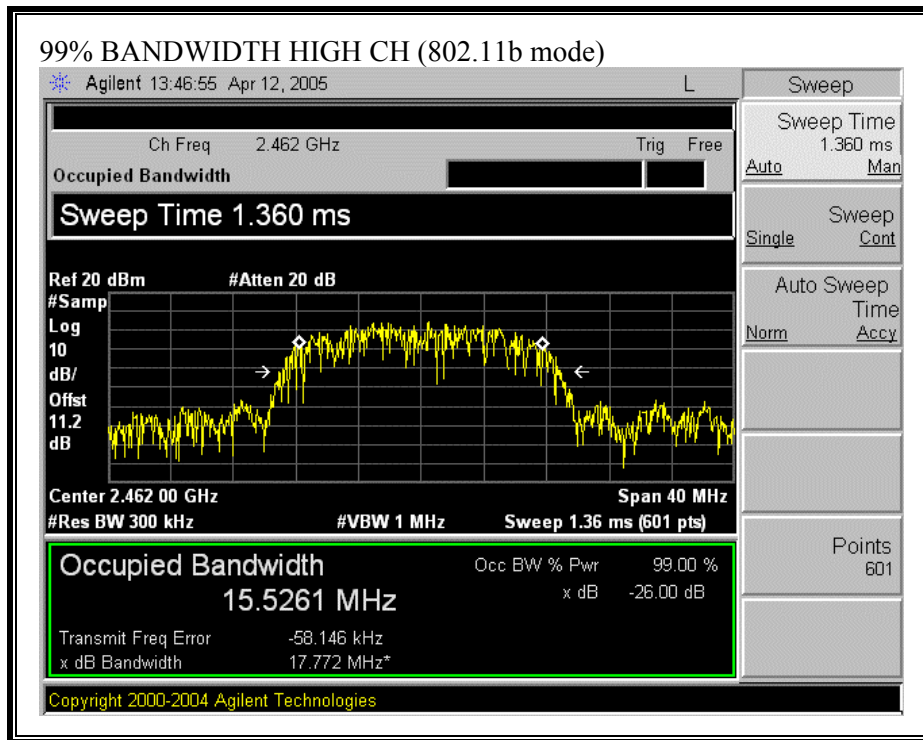 99% BANDWIDTH HIGH CH (802.11b mode)
Agilent 13:46:55 Apr 12, 2005 L
Sweep
Ch Freq 2.462 GHz Trig Free
Occupied Bandwidth
Sweep Time 1.360 ms
Ref 20 dBm #Atten 20 dB
#Samp
Log
10
dB/
Offst
11.2
dB
Center 2.462 00 GHz Span 40 MHz
#Res BW 300 kHz #VBW 1 MHz Sweep 1.36 ms (601 pts)
Occupied Bandwidth Occ BW % Pwr 99.00 %
15.5261 MHz x dB -26.00 dB
Transmit Freq Error -58.146 kHz
x dB Bandwidth 17.772 MHz*
Copyright 2000-2004 Agilent Technologies
Sweep Time
1.360 ms
Auto Man
Sweep
Single Cont
Auto Sweep
Time
Norm Accy
Points
601